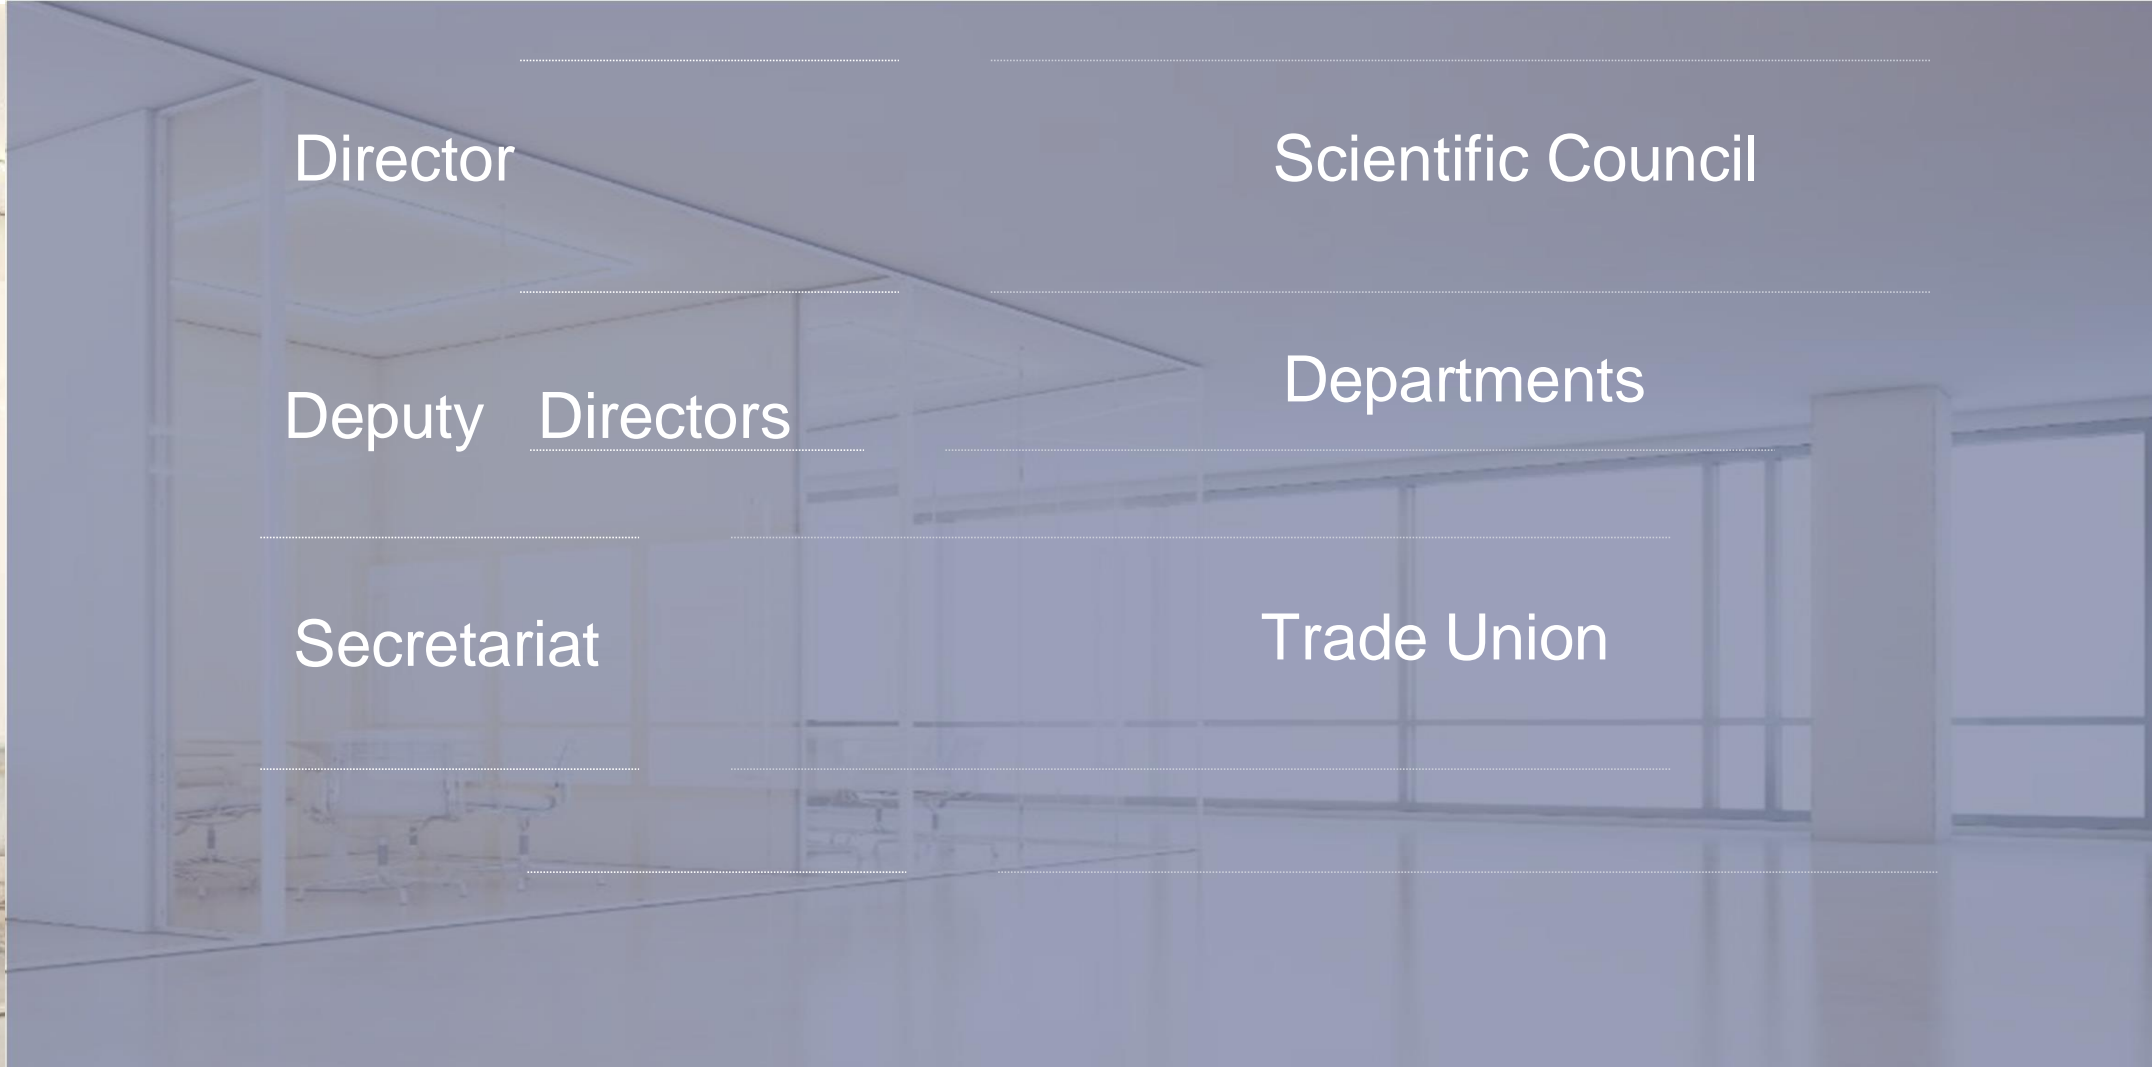 Director
Scientific Council
Deputy Directors
Departments
Secretariat
Trade Union